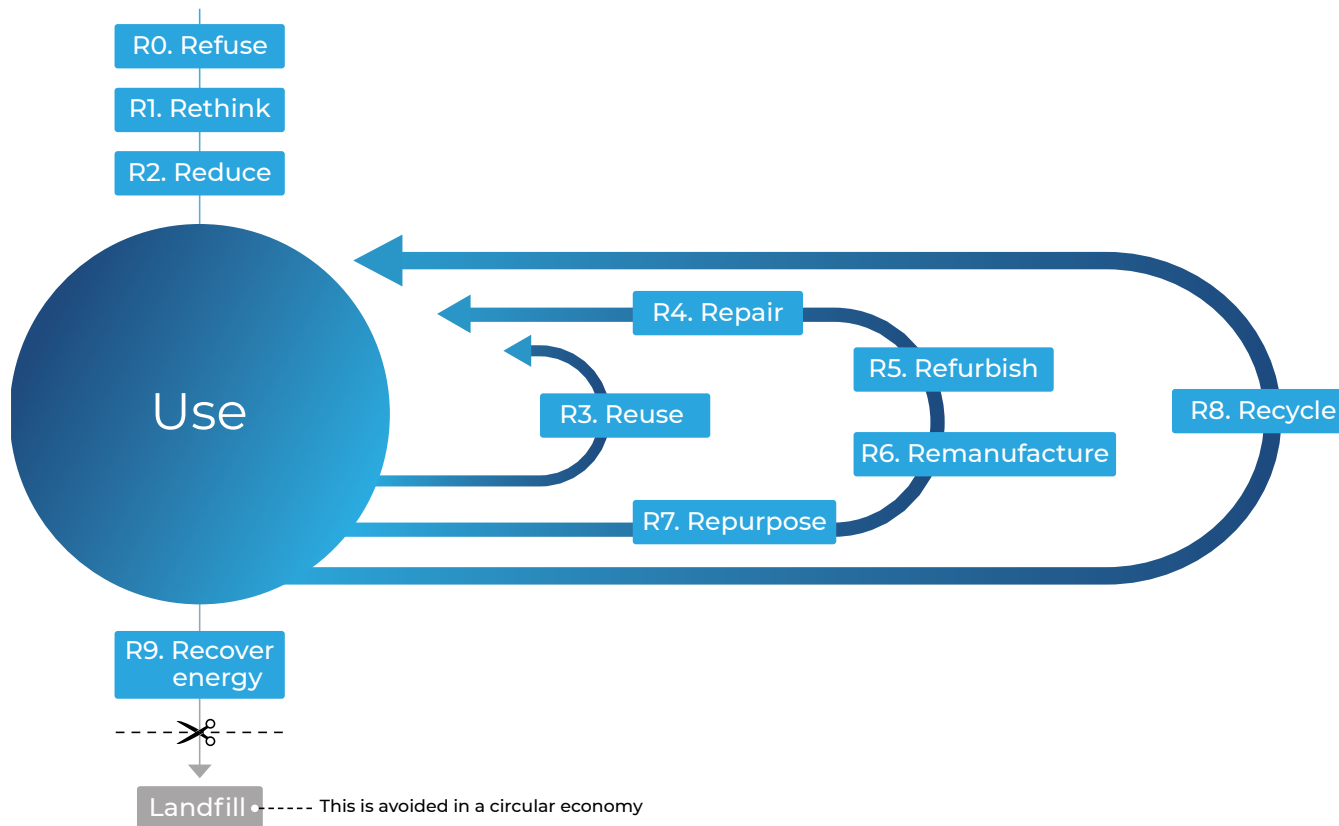 R0. Refuse
R1. Rethink
R2. Reduce
Use
R4. Repair
R5. Refurbish
R3. Reuse
R8. Recycle
R6. Remanufacture
R7. Repurpose
R9. Recover
energy
Landfill
This is avoided in a circular economy